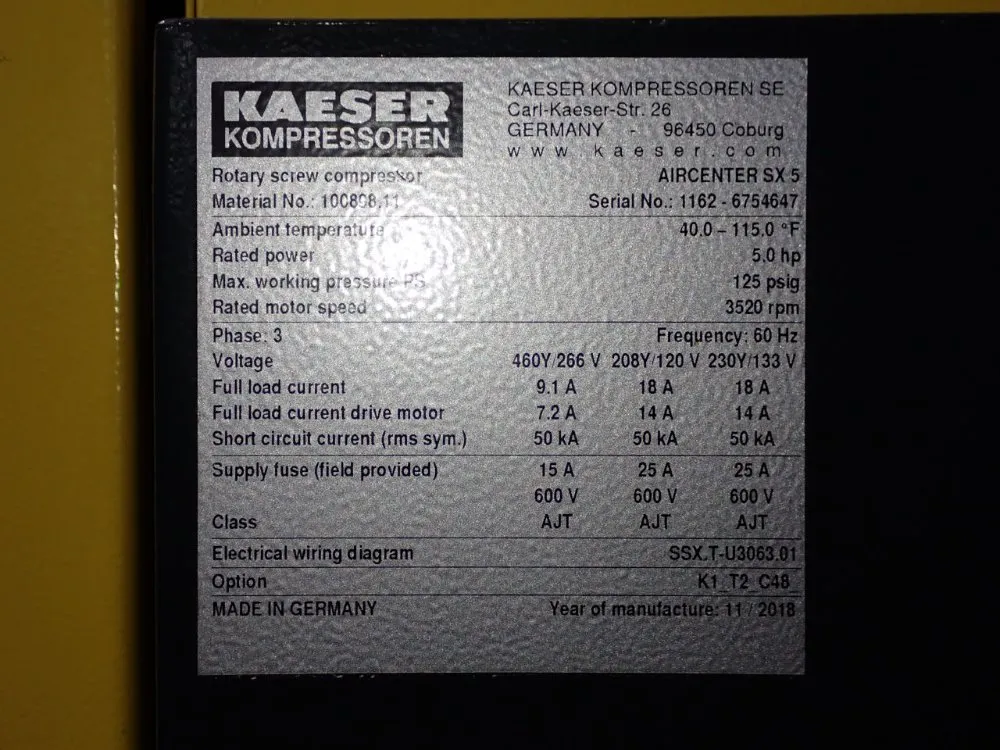 KAESER
KOMPRESSOREN
KAESER KOMPRESSOREN SE
Carl-Kaeser-Str. 26
GERMANY - 96450 Coburg
www.kaeser.com
Rotary screw compressor AIRCENTER SX 5
Material No.: Serial No.: 1162 - 6754647
Ambient temperature 40.0 – 115.0 °F
Rated power 5.0 hp
Max. working pressure PS 125 psig
Rated motor speed 3520 rpm
Phase: 3 Frequency: 60 Hz
Voltage 460Y/266 V 208Y/120 V 230Y/133 V
Full load current 9.1 A 18 A 18 A
Full load current drive motor 7.2 A 14 A 14 A
Short circuit current (rms sym.) 50 kA 50 kA 50 kA
Supply fuse (field provided) 15 A 25 A 25 A
600 V 600 V 600 V
Class AJT AJT AJT
Electrical wiring diagram SSX.T-U3063.01
Option K1_T2_C48_
MADE IN GERMANY Year of manufacture: 11 / 2018